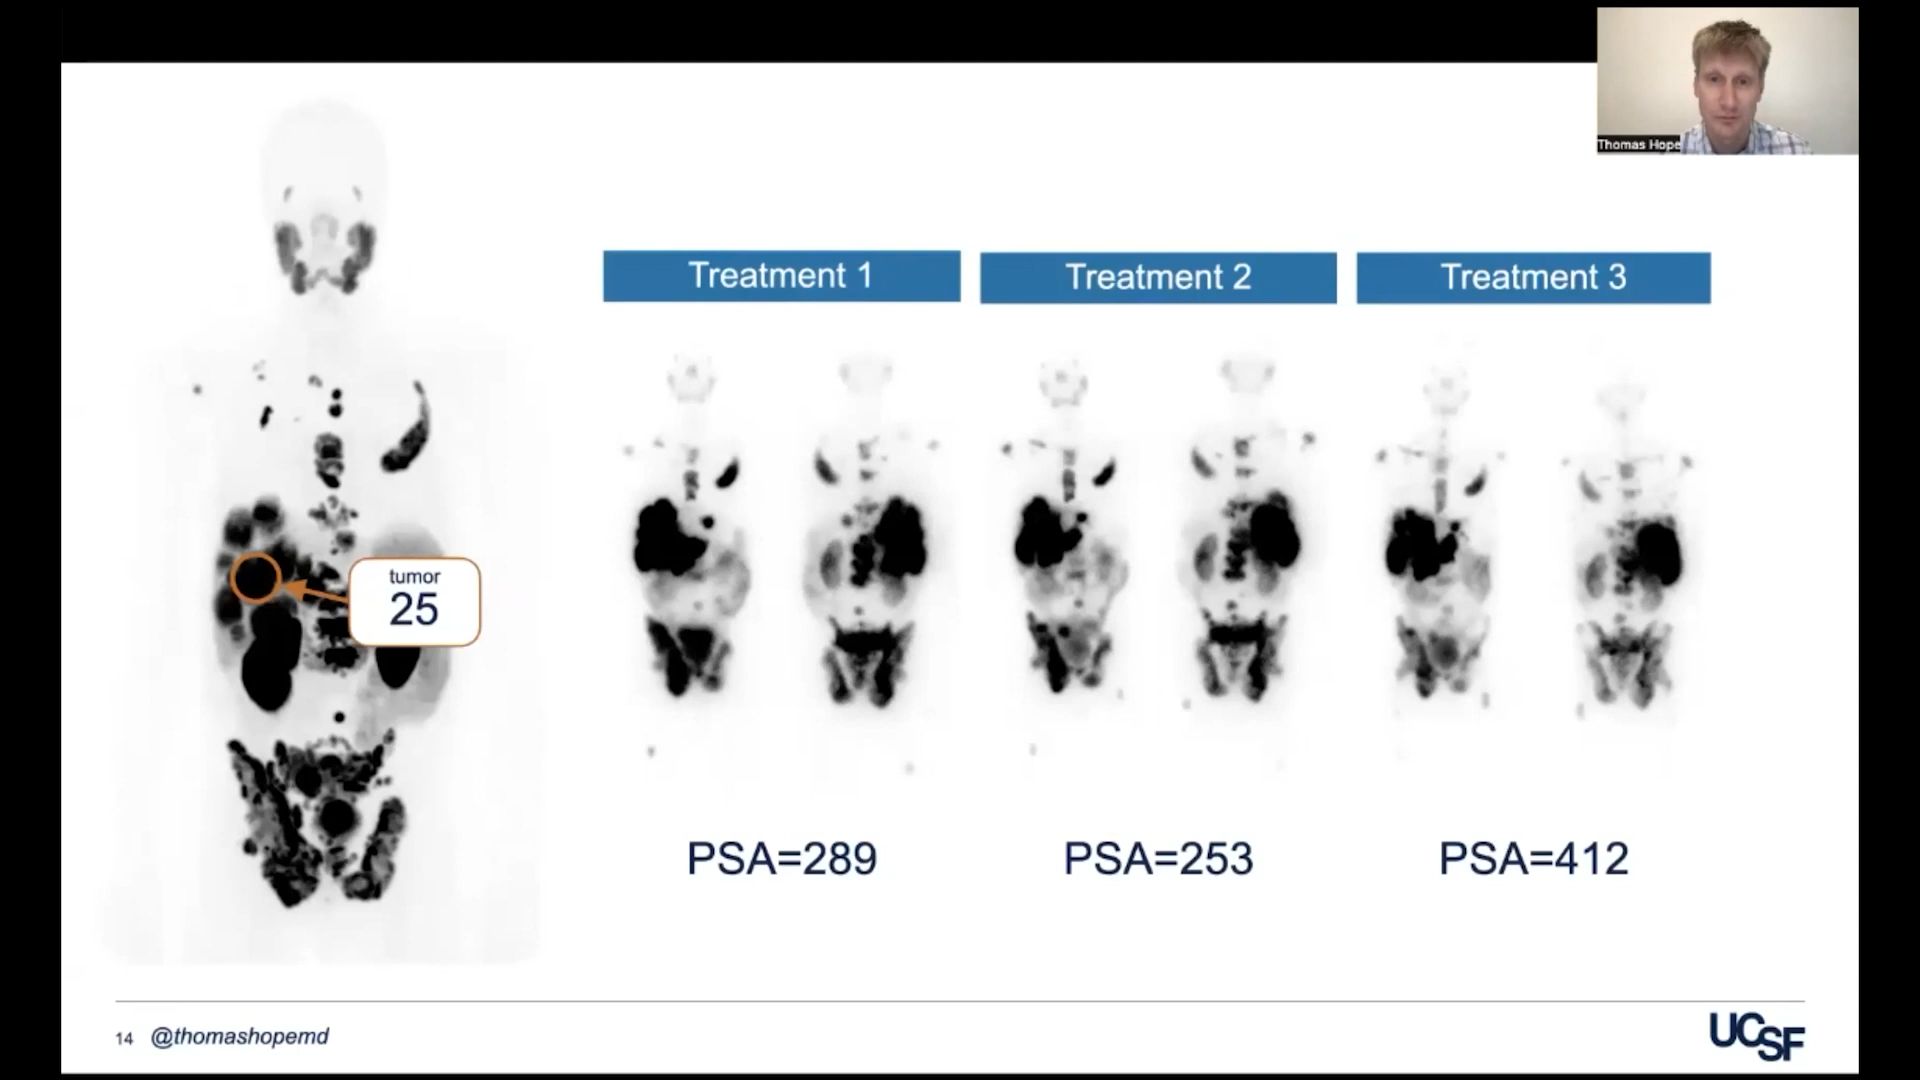 Thomas Hope
Treatment 1
Treatment 2
Treatment 3
tumor
25
PSA=289
PSA=253
PSA=412
14 @thomashopemd
UCSF